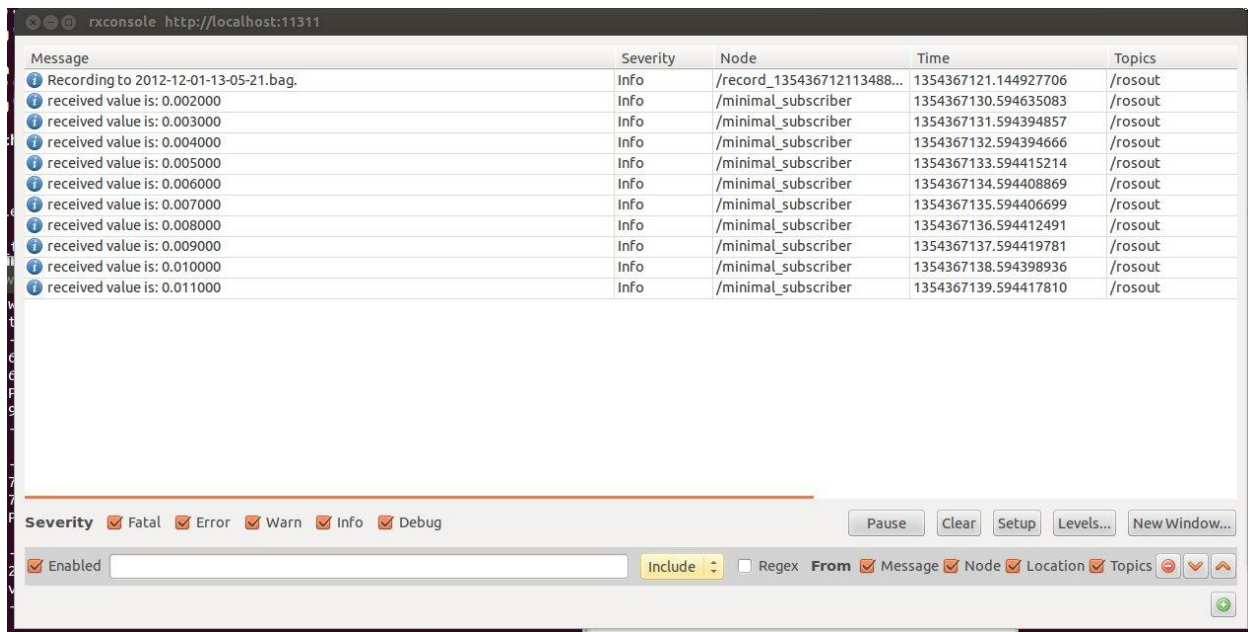 rxconsole http://localhost:11311
Message Severity Node Time Topics
Recording to 2012-12-01-13-05-21.bag. Info /record_135436712113488... 1354367121.144927706 /rosout
received value is: 0.002000 Info /minimal_subscriber 1354367130.594635083 /rosout
received value is: 0.003000 Info /minimal_subscriber 1354367131.594394857 /rosout
received value is: 0.004000 Info /minimal_subscriber 1354367132.594394666 /rosout
received value is: 0.005000 Info /minimal_subscriber 1354367133.594415214 /rosout
received value is: 0.006000 Info /minimal_subscriber 1354367134.594408869 /rosout
received value is: 0.007000 Info /minimal_subscriber 1354367135.594406699 /rosout
received value is: 0.008000 Info /minimal_subscriber 1354367136.594412491 /rosout
received value is: 0.009000 Info /minimal_subscriber 1354367137.594419781 /rosout
received value is: 0.010000 Info /minimal_subscriber 1354367138.594398936 /rosout
received value is: 0.011000 Info /minimal_subscriber 1354367139.594417810 /rosout
Severity Fatal Error Warn Info Debug Pause Clear Setup Levels... New Window...
Enabled Include Regex From Message Node Location Topics